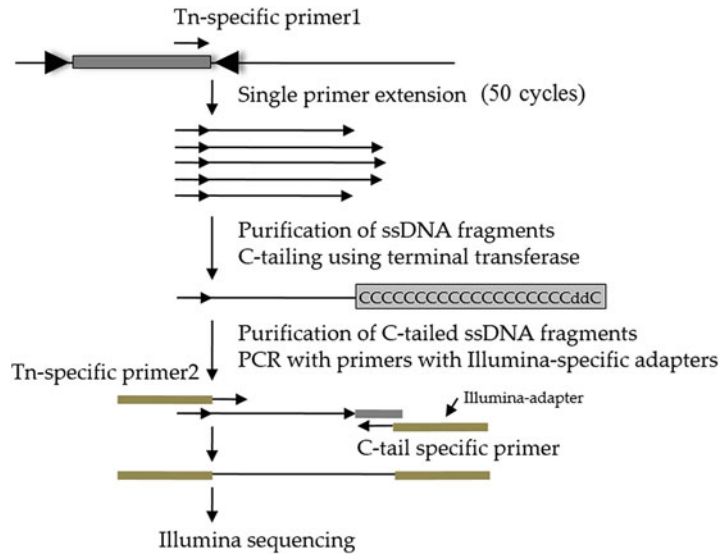 Tn-specific primer1
Single primer extension (50 cycles)
Purification of ssDNA fragments
C-tailing using terminal transferase
CCCCCCCCCCCCCCCCCCCddC
Purification of C-tailed ssDNA fragments
PCR with primers with Illumina-specific adapters
Tn-specific primer2
Illumina-adapter
C-tail specific primer
Illumina sequencing